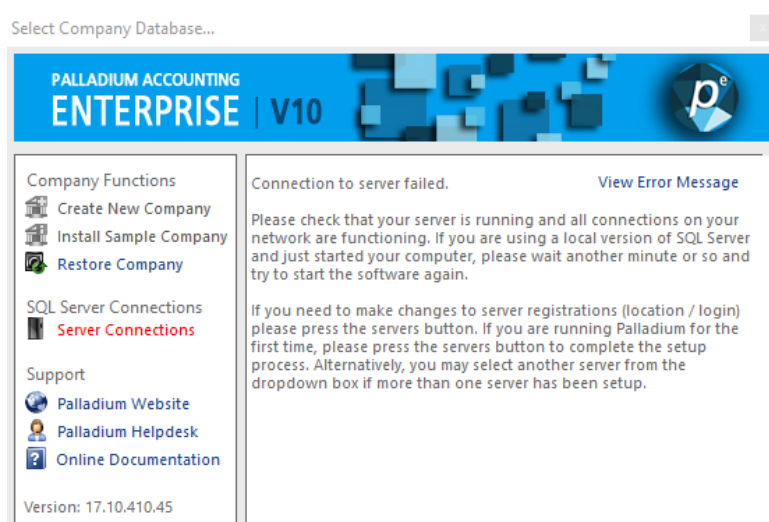 Select Company Database...
x
PALLADIUM ACCOUNTING
ENTERPRISE | V10
pe
Company Functions
Create New Company
Install Sample Company
Restore Company
SQL Server Connections
Server Connections
Support
Palladium Website
Palladium Helpdesk
? Online Documentation
Version: 17.10.410.45
Connection to server failed. View Error Message
Please check that your server is running and all connections on your
network are functioning. If you are using a local version of SQL Server
and just started your computer, please wait another minute or so and
try to start the software again.
If you need to make changes to server registrations (location / login)
please press the servers button. If you are running Palladium for the
first time, please press the servers button to complete the setup
process. Alternatively, you may select another server from the
dropdown box if more than one server has been setup.